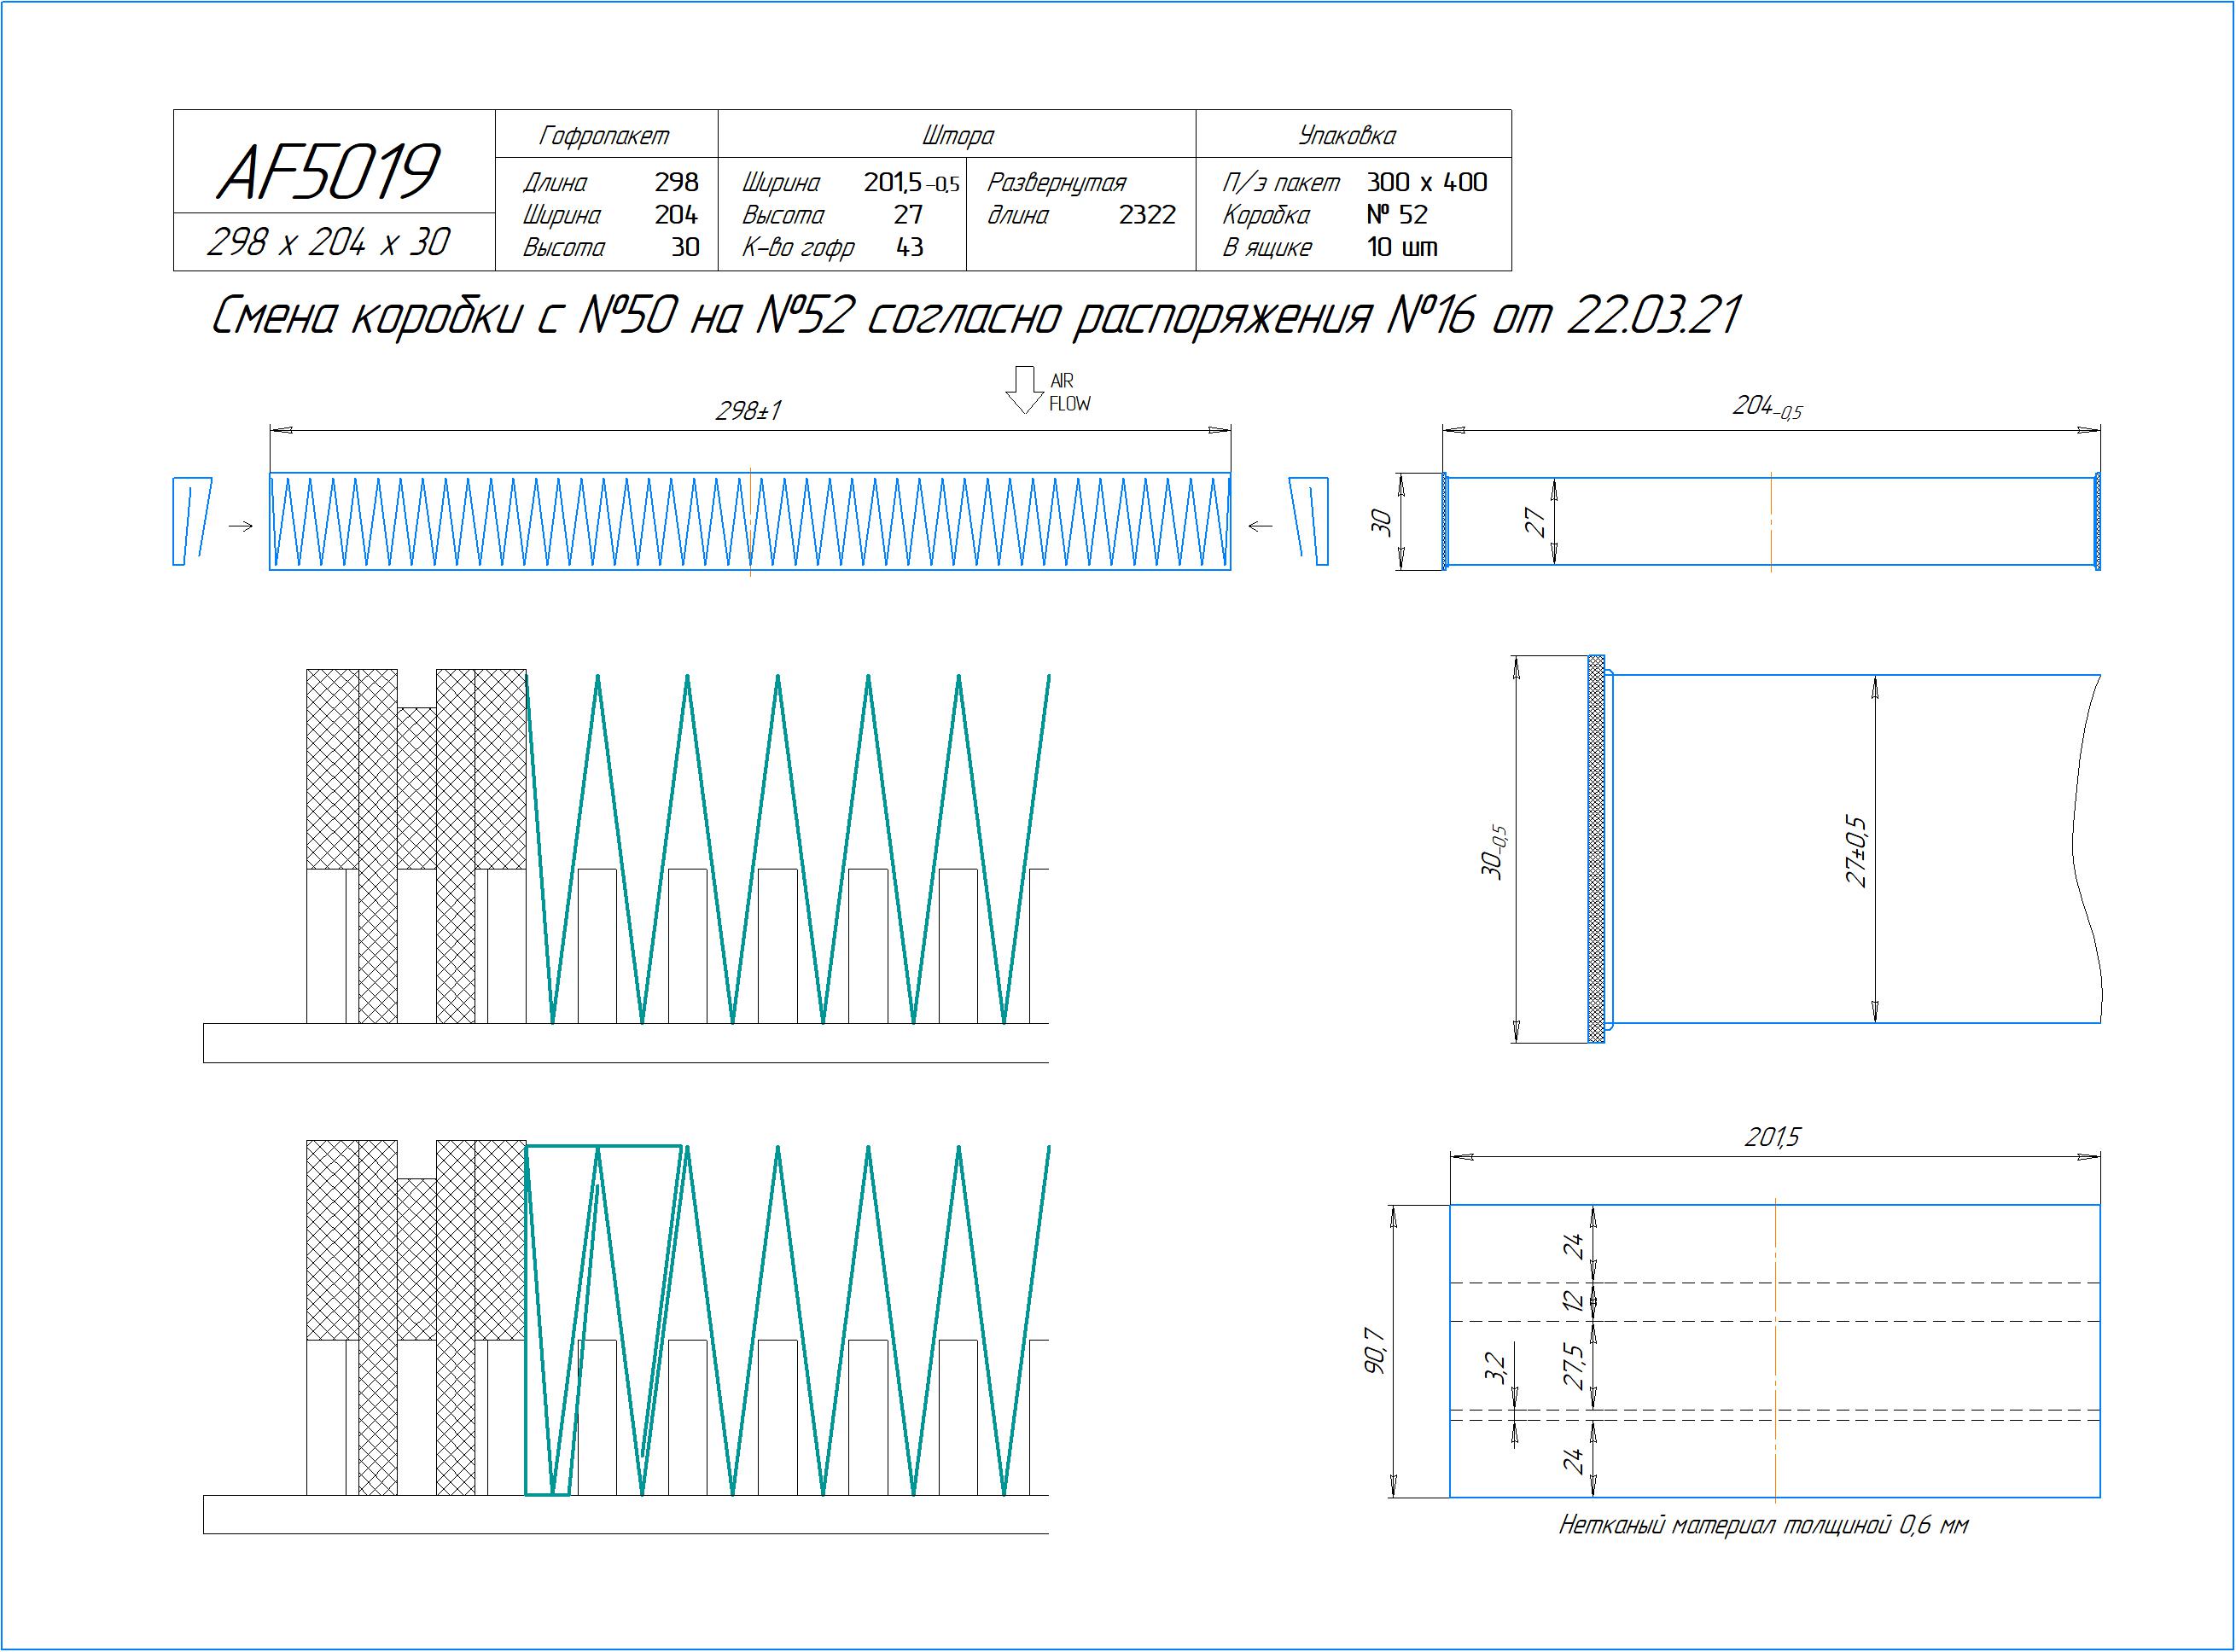 AF5019
298 x 204 x 30
Гофропакет
Длина 298
Ширина 204
Высота 30
Штора
Ширина 201,5 -0,5
Высота 27
К-во гофр 43
Развернутая
длина 2322
Упаковка
П/э пакет 300 x 400
Коробка № 52
В ящике 10 шт
Смена коробки с №50 на №52 согласно распоряжения №16 от 22.03.21
AIR
FLOW
298±1
204-0,5
30
27
30-0,5
27±0,5
201,5
90,7
24
12
27,5
3,2
24
Нетканый материал толщиной 0,6 мм